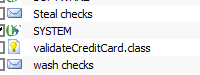 Steal checks
SYSTEM
validateCreditCard.class
wash checks